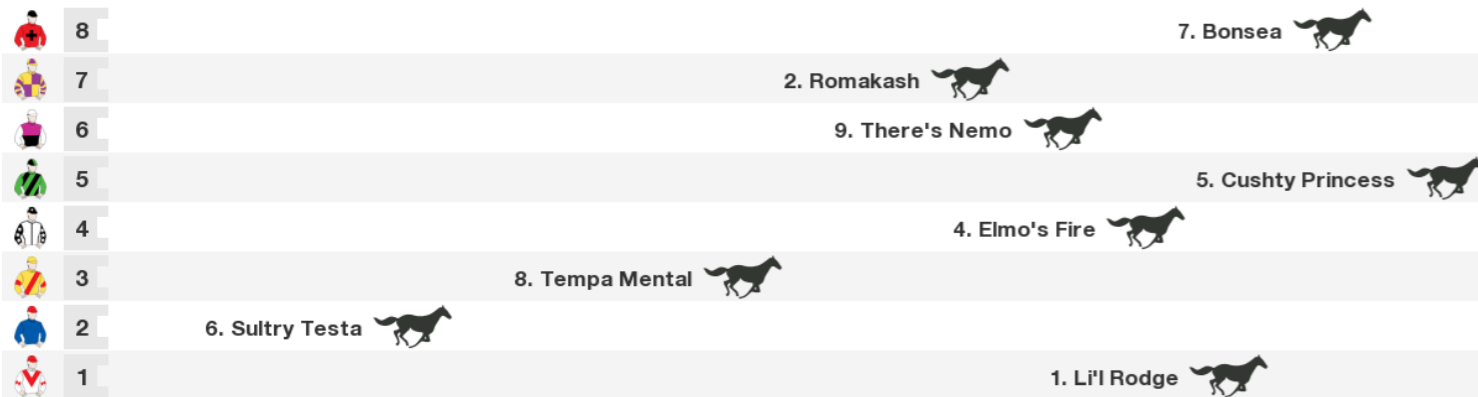 8 7. Bonsea
7 2. Romakash
6 9. There's Nemo
5 5. Cushty Princess
4 4. Elmo's Fire
3 8. Tempa Mental
2 6. Sultry Testa
1 1. Li'l Rodge